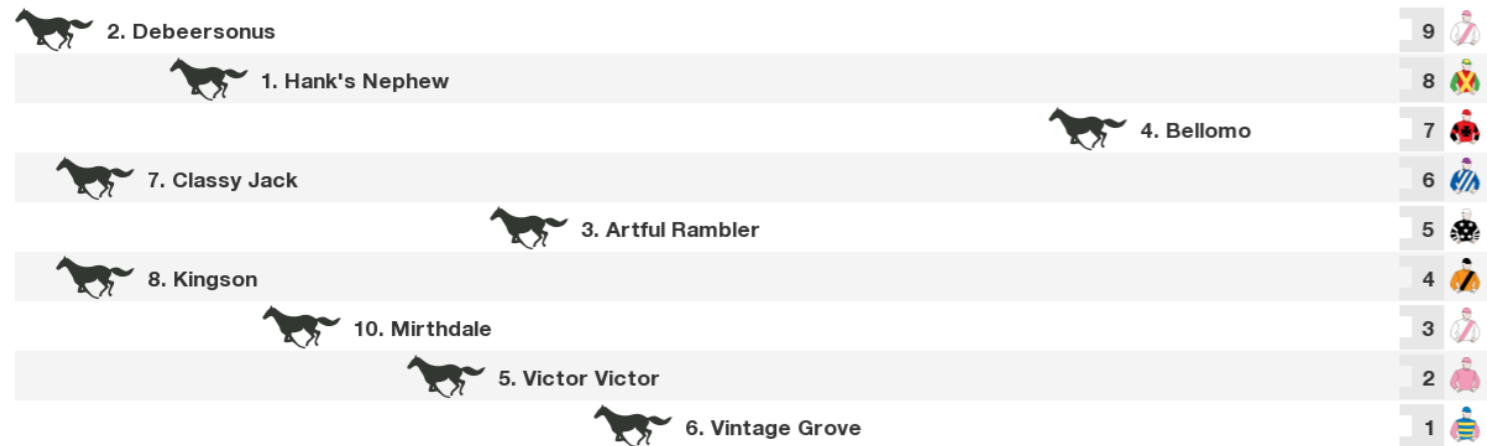 2. Debeersonus 9
1. Hank's Nephew 8
4. Bellomo 7
7. Classy Jack 6
3. Artful Rambler 5
8. Kingson 4
10. Mirthdale 3
5. Victor Victor 2
6. Vintage Grove 1